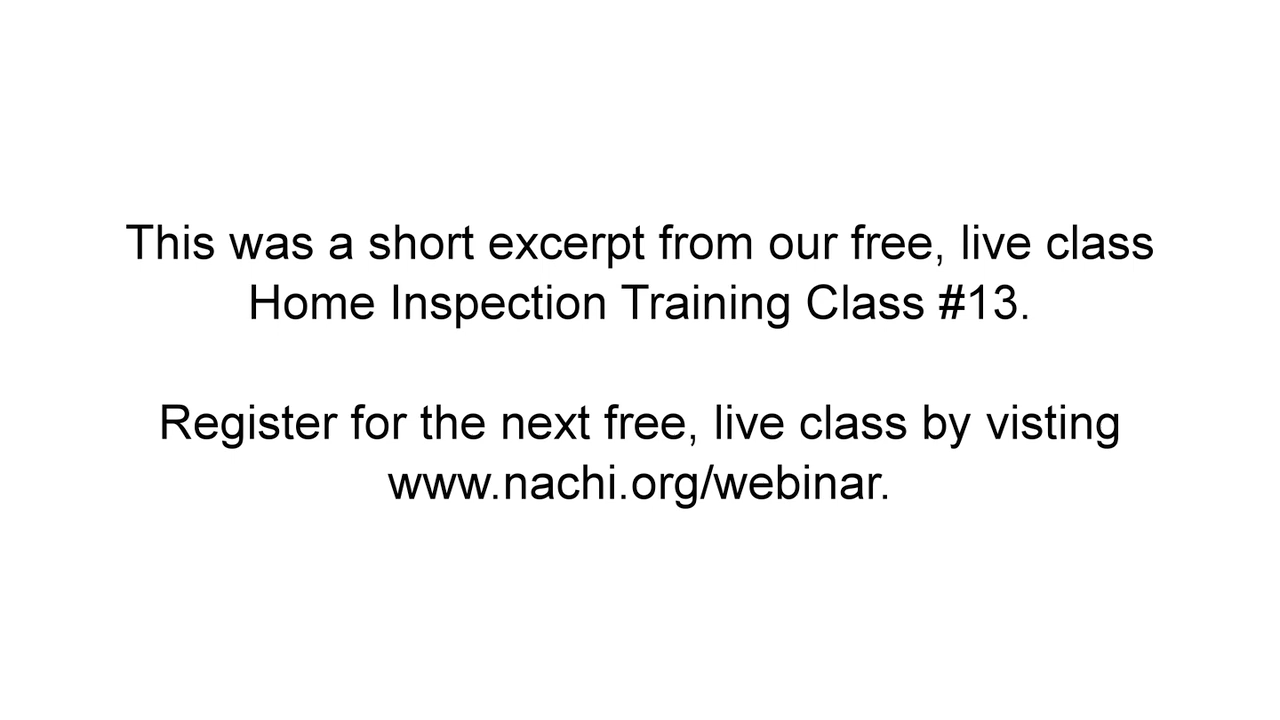 This was a short excerpt from our free, live class
Home Inspection Training Class #13.
Register for the next free, live class by visting
www.nachi.org/webinar.